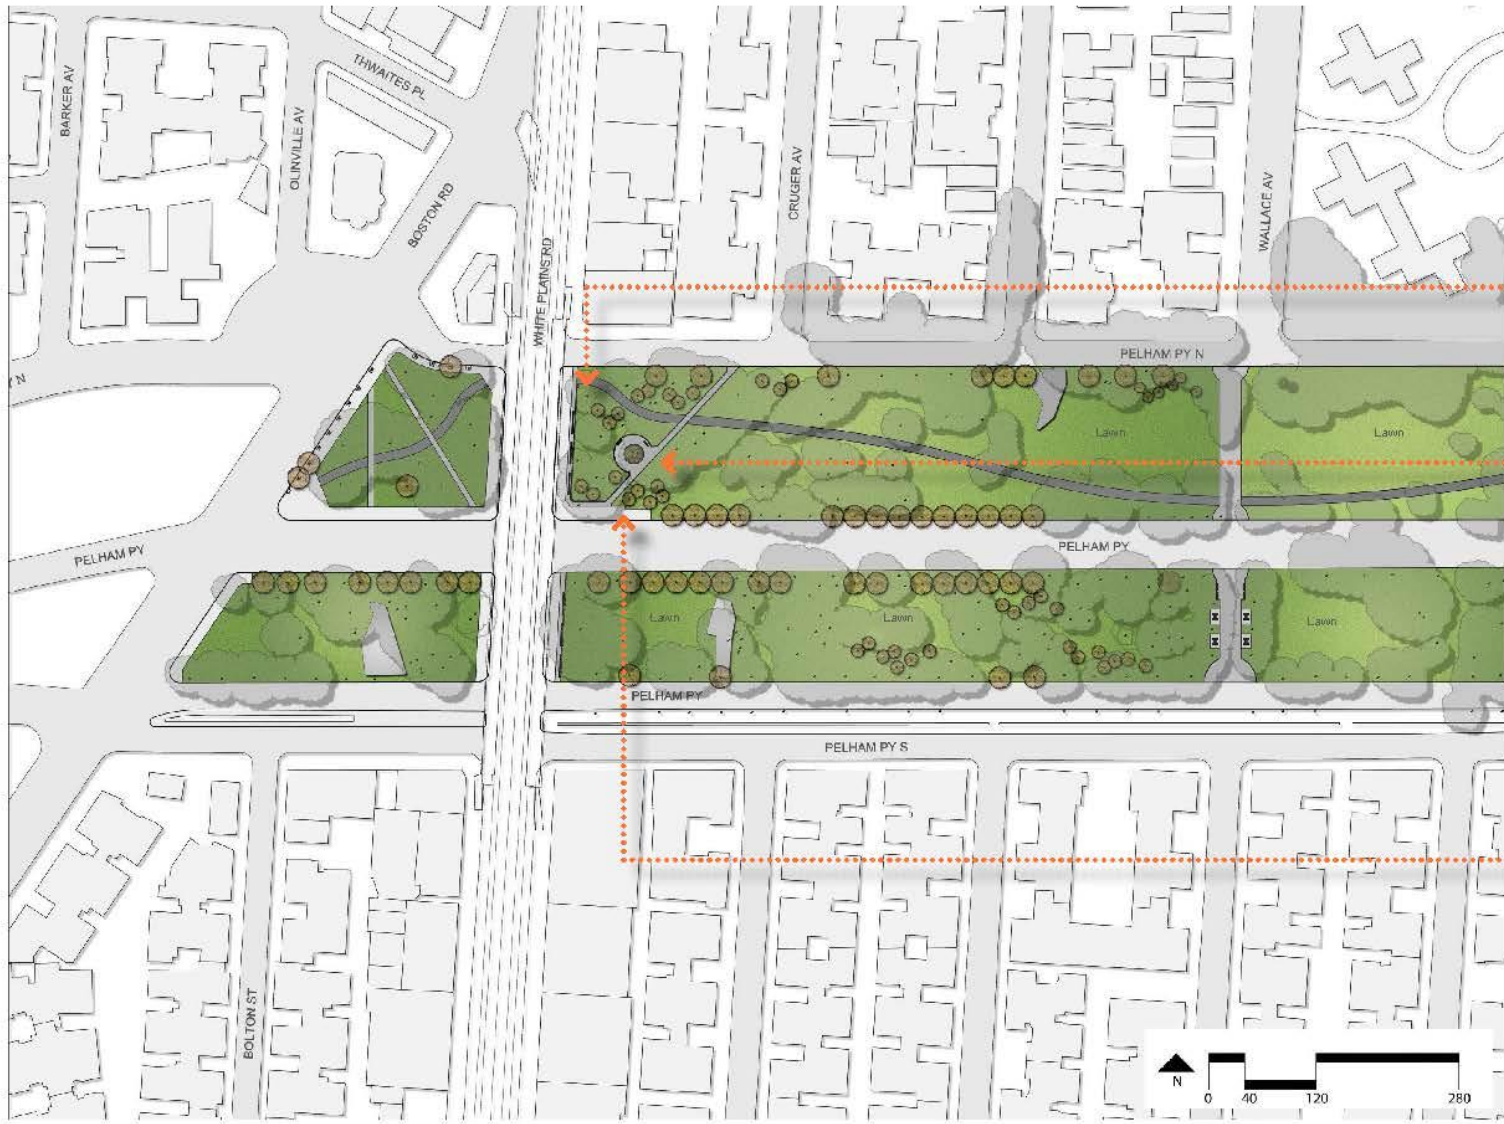 BARKER AV
OLINVILLE AV
THWAITES PL
BOSTON RD
WHITE PLAINS RD
CRUGER AV
WALLACE AV
Y N
PELHAM PY N
Lawn
Lawn
PELHAM PY
PELHAM PY
Lawn
Lawn
Lawn
PELHAM PY
PELHAM PY S
BOLTON ST
N
0 40 120 280